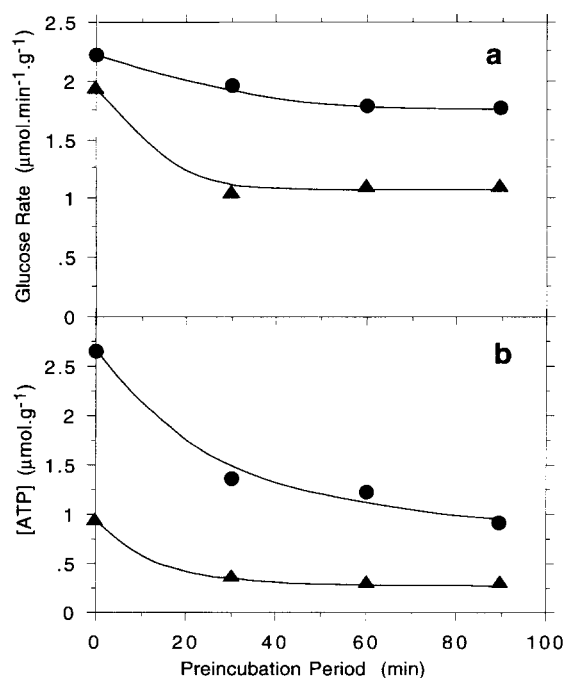 a
Glucose Rate (µmol.min⁻¹.g⁻¹)
2.5
2
1.5
1
.5
0
b
[ATP] (µmol.g⁻¹)
2.5
2
1.5
1
.5
0
0 20 40 60 80 100
Preincubation Period (min)